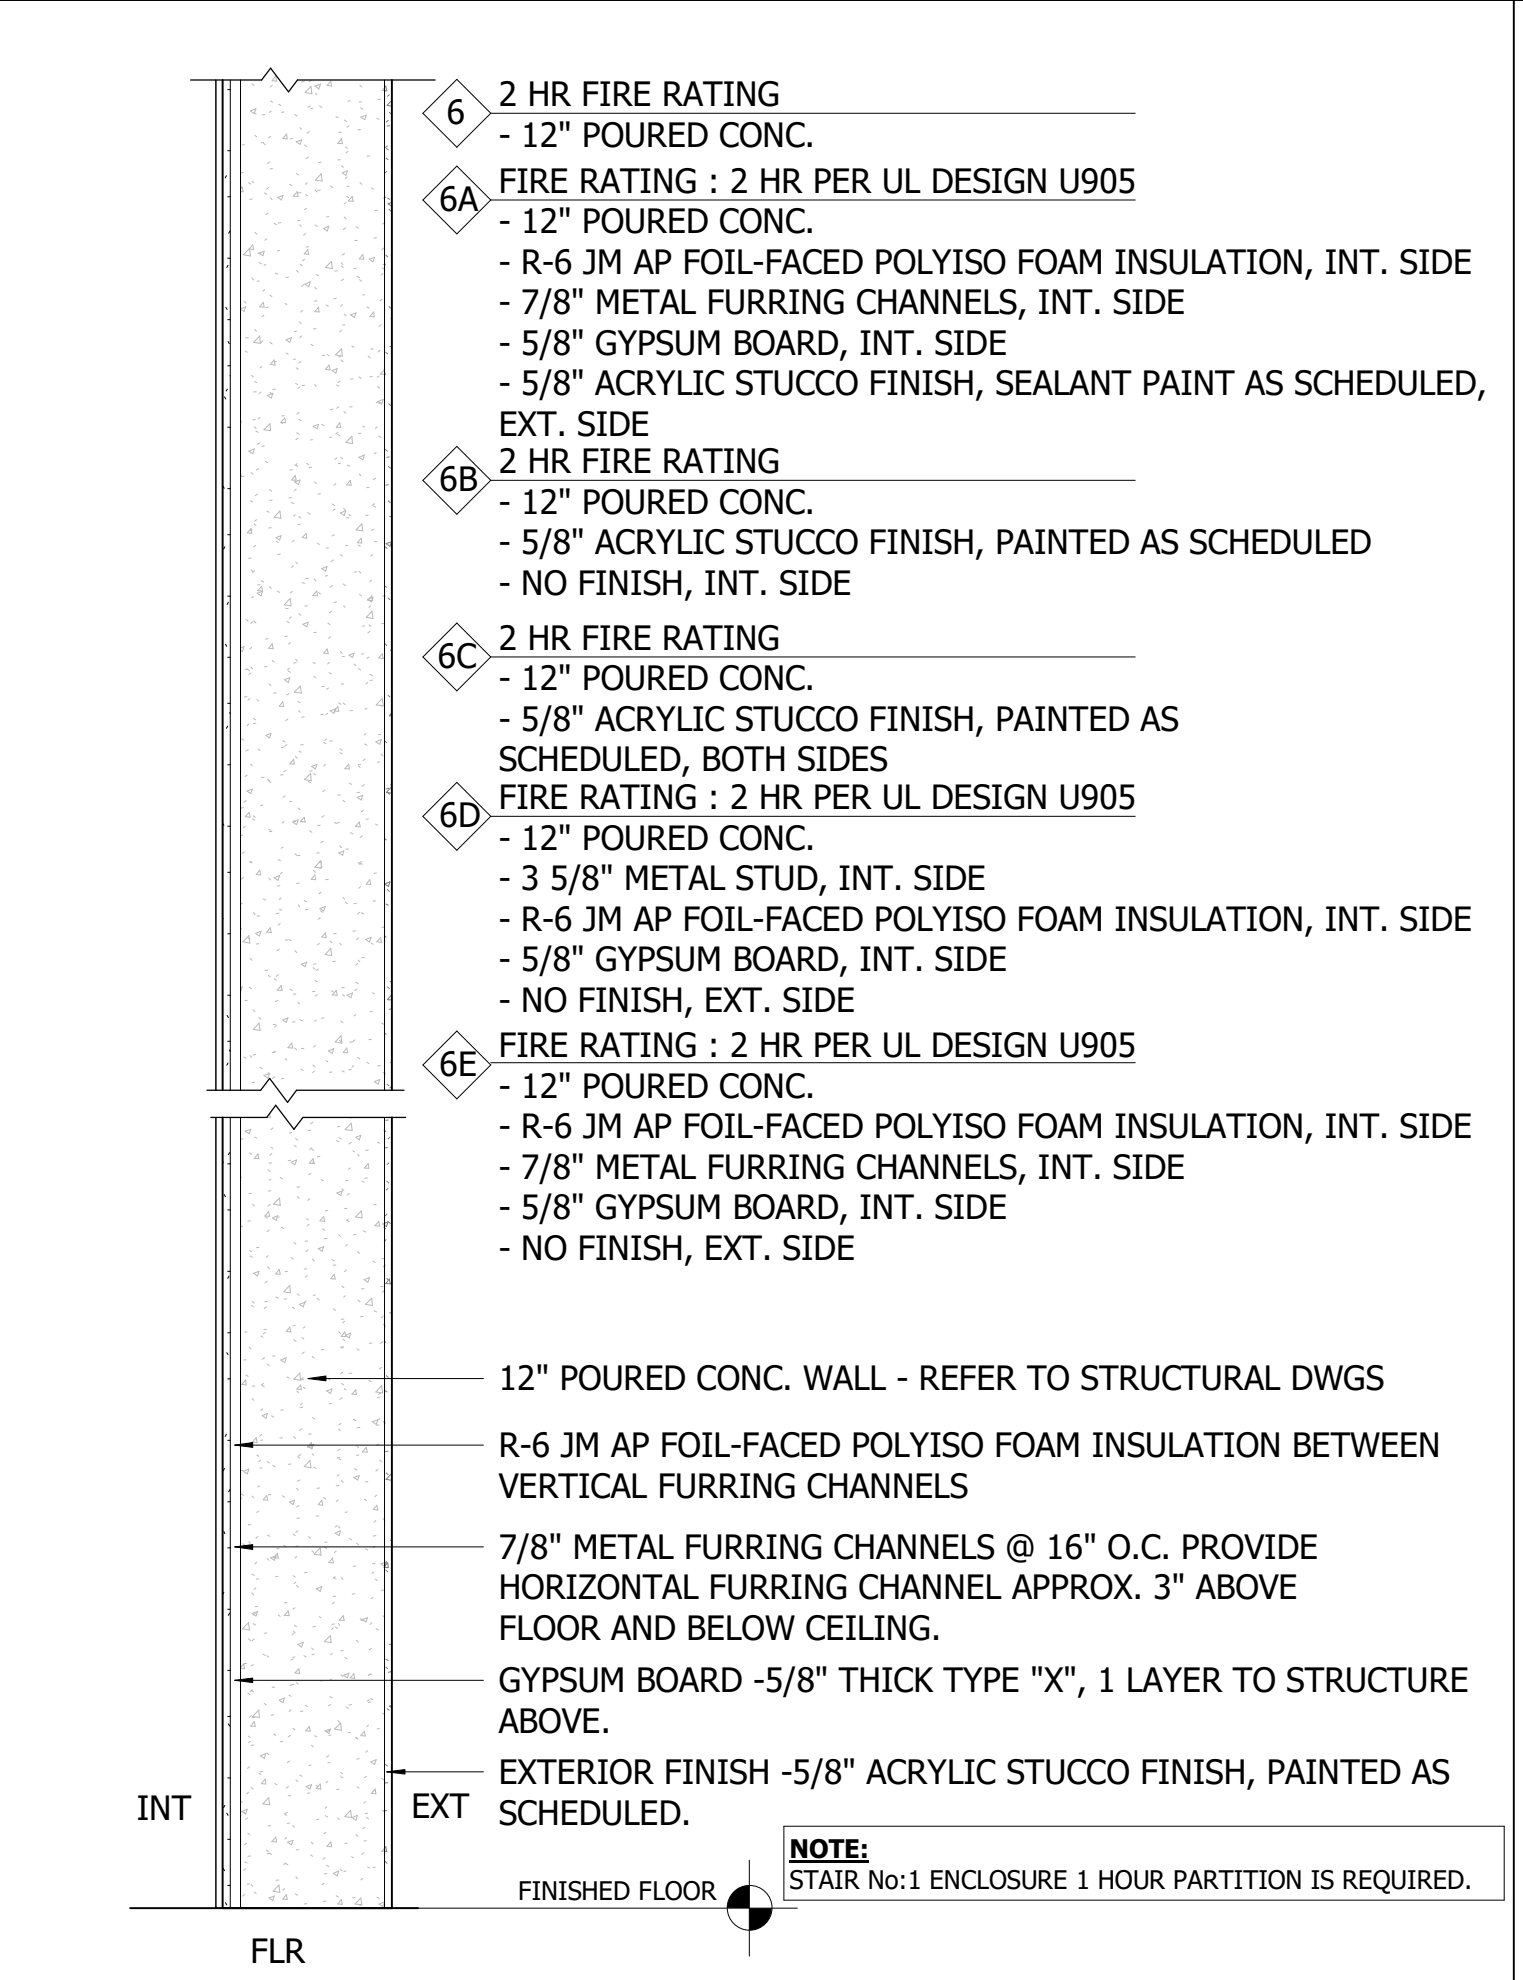 6
2 HR FIRE RATING
- 12" POURED CONC.
6A
FIRE RATING : 2 HR PER UL DESIGN U905
- 12" POURED CONC.
- R-6 JM AP FOIL-FACED POLYISO FOAM INSULATION, INT. SIDE
- 7/8" METAL FURRING CHANNELS, INT. SIDE
- 5/8" GYPSUM BOARD, INT. SIDE
- 5/8" ACRYLIC STUCCO FINISH, SEALANT PAINT AS SCHEDULED,
EXT. SIDE
6B
2 HR FIRE RATING
- 12" POURED CONC.
- 5/8" ACRYLIC STUCCO FINISH, PAINTED AS SCHEDULED
- NO FINISH, INT. SIDE
6C
2 HR FIRE RATING
- 12" POURED CONC.
- 5/8" ACRYLIC STUCCO FINISH, PAINTED AS
SCHEDULED, BOTH SIDES
6D
FIRE RATING : 2 HR PER UL DESIGN U905
- 12" POURED CONC.
- 3 5/8" METAL STUD, INT. SIDE
- R-6 JM AP FOIL-FACED POLYISO FOAM INSULATION, INT. SIDE
- 5/8" GYPSUM BOARD, INT. SIDE
- NO FINISH, EXT. SIDE
6E
FIRE RATING : 2 HR PER UL DESIGN U905
- 12" POURED CONC.
- R-6 JM AP FOIL-FACED POLYISO FOAM INSULATION, INT. SIDE
- 7/8" METAL FURRING CHANNELS, INT. SIDE
- 5/8" GYPSUM BOARD, INT. SIDE
- NO FINISH, EXT. SIDE
12" POURED CONC. WALL - REFER TO STRUCTURAL DWGS
R-6 JM AP FOIL-FACED POLYISO FOAM INSULATION BETWEEN
VERTICAL FURRING CHANNELS
7/8" METAL FURRING CHANNELS @ 16" O.C. PROVIDE
HORIZONTAL FURRING CHANNEL APPROX. 3" ABOVE
FLOOR AND BELOW CEILING.
GYPSUM BOARD -5/8" THICK TYPE "X", 1 LAYER TO STRUCTURE
ABOVE.
EXTERIOR FINISH -5/8" ACRYLIC STUCCO FINISH, PAINTED AS
SCHEDULED.
INT
EXT
NOTE:
STAIR No:1 ENCLOSURE 1 HOUR PARTITION IS REQUIRED.
FINISHED FLOOR
FLR